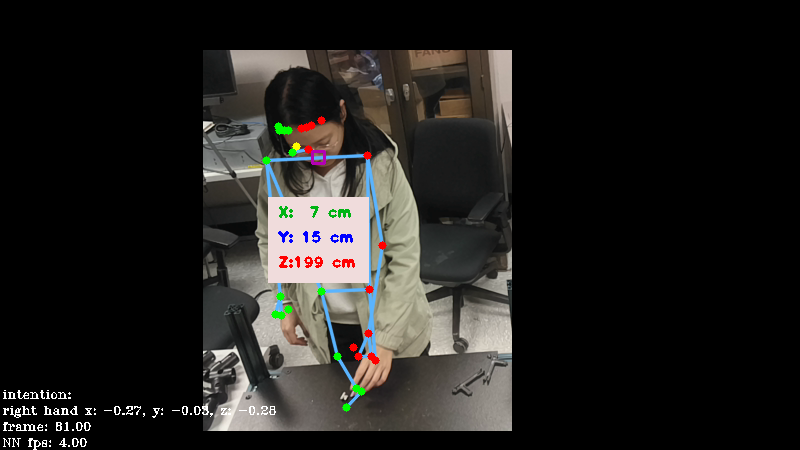 X: 7 cm
Y: 15 cm
Z:199 cm
intention:
right hand x: -0.27, y: -0.03, z: -0.28
frame: 81.00
NN fps: 4.00